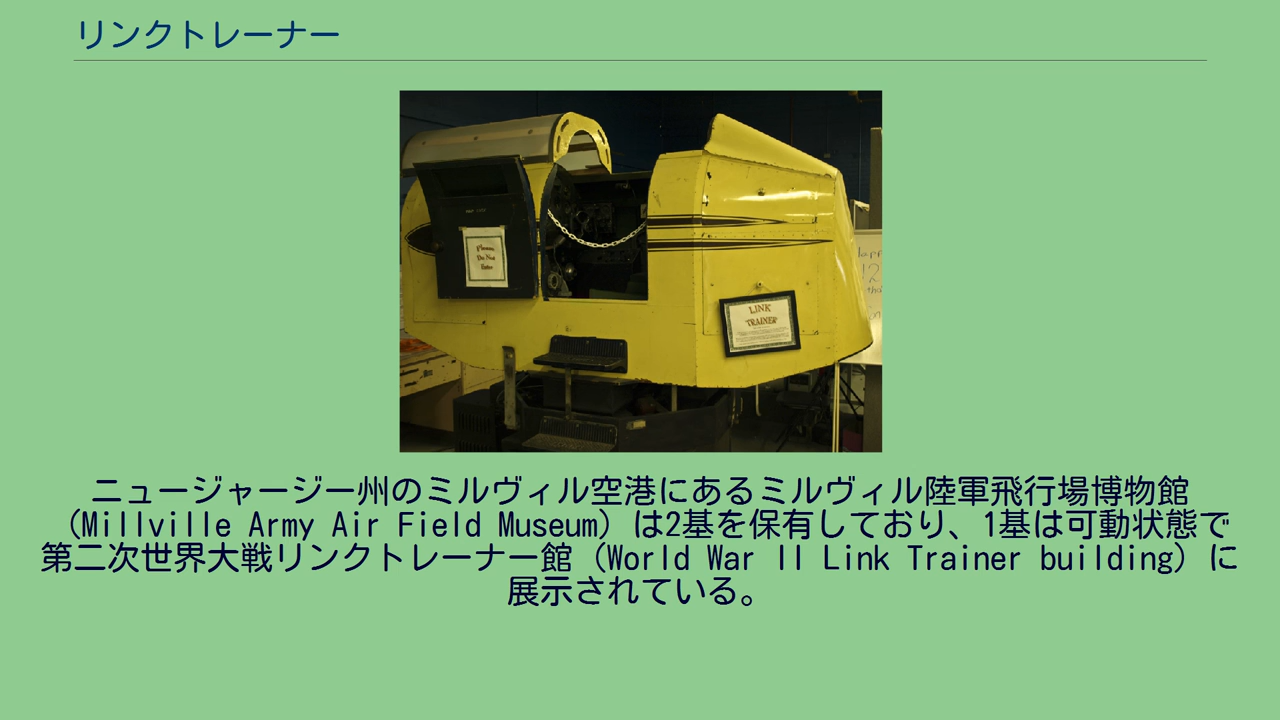 リンクトレーナー
Please
Do Not
Enter
LINK
TRAINER
12
ニュージャージー州のミルヴィル空港にあるミルヴィル陸軍飛行場博物館
（Millville Army Air Field Museum）は2基を保有しており、1基は可動状態で
第二次世界大戦リンクトレーナー館（World War II Link Trainer building）に
展示されている。